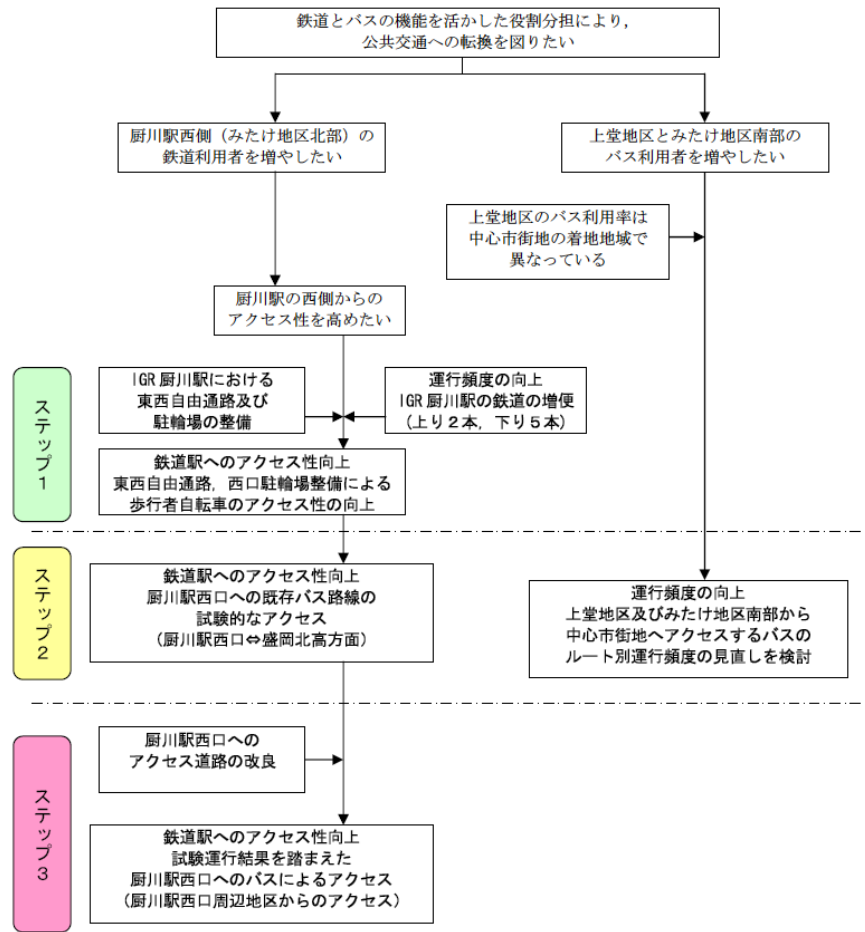 鉄道とバスの機能を活かした役割分担により，
公共交通への転換を図りたい
厨川駅西側（みたけ地区北部）の
鉄道利用者を増やしたい
上堂地区とみたけ地区南部の
バス利用者を増やしたい
上堂地区のバス利用率は
中心市街地の着地地域で
異なっている
厨川駅の西側からの
アクセス性を高めたい
ステップ１
IGR 厨川駅における
東西自由通路及び
駐輪場の整備
運行頻度の向上
IGR 厨川駅の鉄道の増便
（上り２本，下り５本）
鉄道駅へのアクセス性向上
東西自由通路，西口駐輪場整備による
歩行者自転車のアクセス性の向上
ステップ２
鉄道駅へのアクセス性向上
厨川駅西口への既存バス路線の
試験的なアクセス
（厨川駅西口⇔盛岡北高方面）
運行頻度の向上
上堂地区及びみたけ地区南部から
中心市街地へアクセスするバスの
ルート別運行頻度の見直しを検討
ステップ３
厨川駅西口への
アクセス道路の改良
鉄道駅へのアクセス性向上
試験運行結果を踏まえた
厨川駅西口へのバスによるアクセス
（厨川駅西口周辺地区からのアクセス）